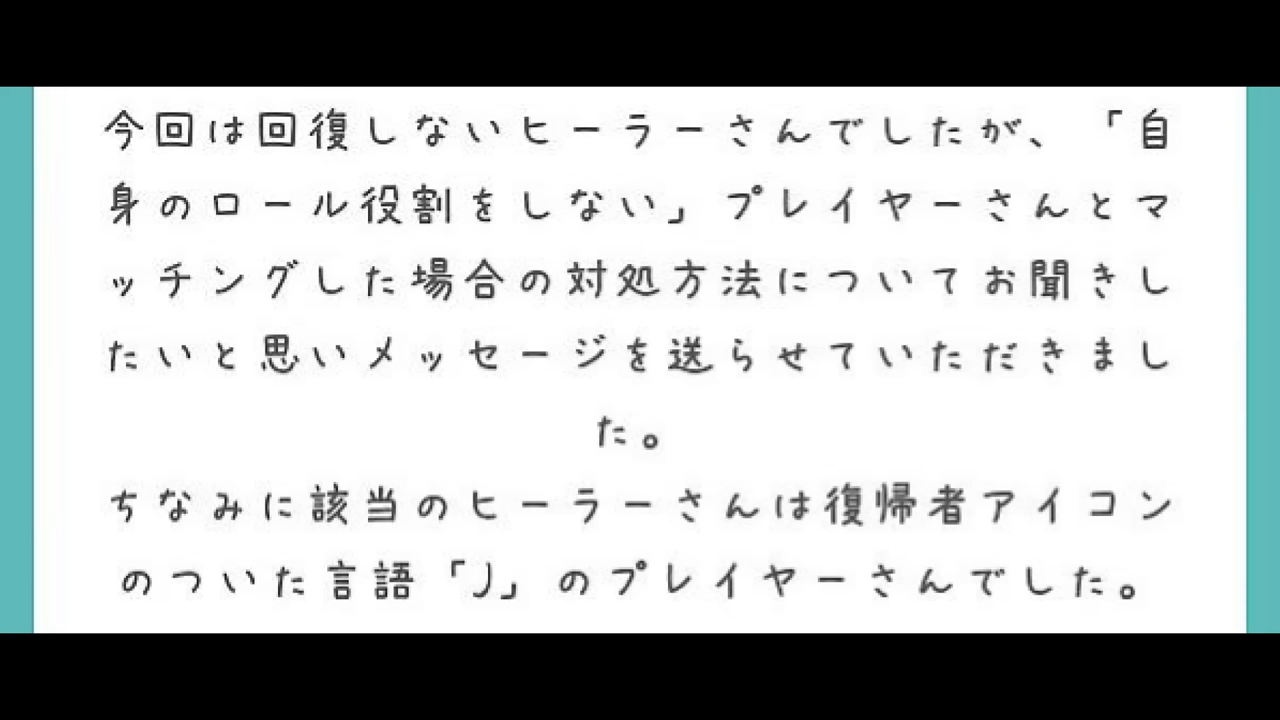 今回は回復しないヒーラーさんでしたが、「自
身のロール役割をしない」プレイヤーさんとマ
ッチングした場合の対処方法についてお聞きし
たいと思いメッセージを送らせていただきまし
た。
ちなみに該当のヒーラーさんは復帰者アイコン
のついた言語「J」のプレイヤーさんでした。